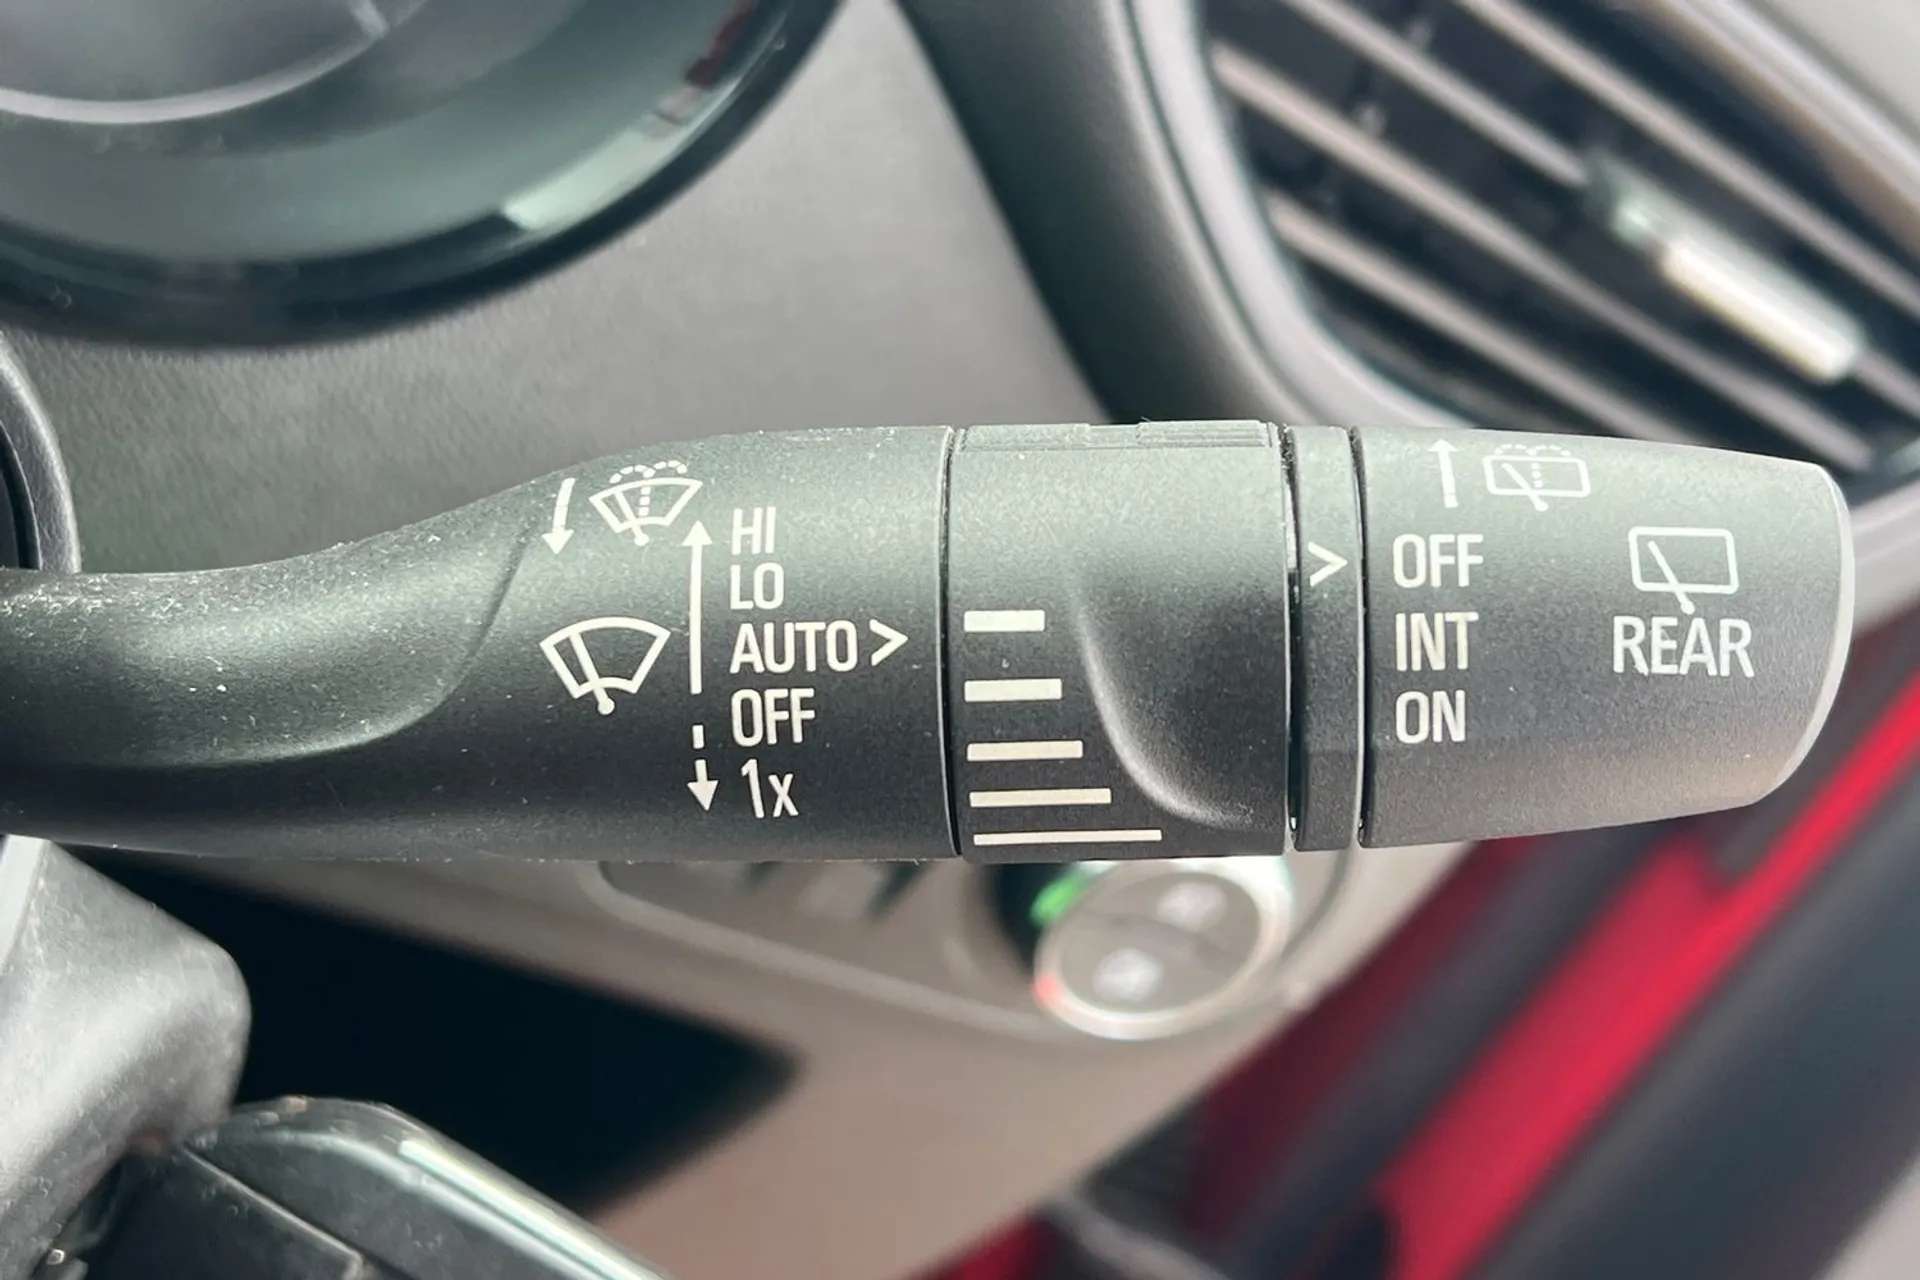 HI
LO
AUTO >
OFF
1x
> OFF
INT
ON
REAR